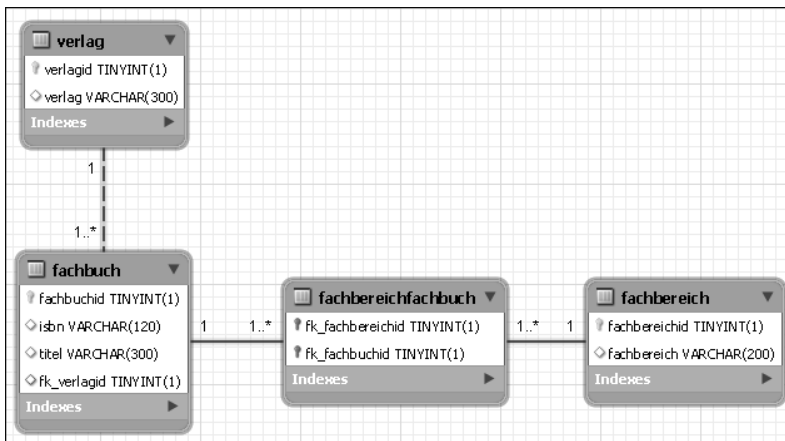 verlag
verlagid TINYINT(1)
verlag VARCHAR(300)
Indexes
1
1..*
fachbuch
fachbuchid TINYINT(1)
isbn VARCHAR(120)
titel VARCHAR(300)
fk_verlagid TINYINT(1)
Indexes
1
1..*
fachbereichfachbuch
fk_fachbereichid TINYINT(1)
fk_fachbuchid TINYINT(1)
Indexes
1..*
1
fachbereich
fachbereichid TINYINT(1)
fachbereich VARCHAR(200)
Indexes